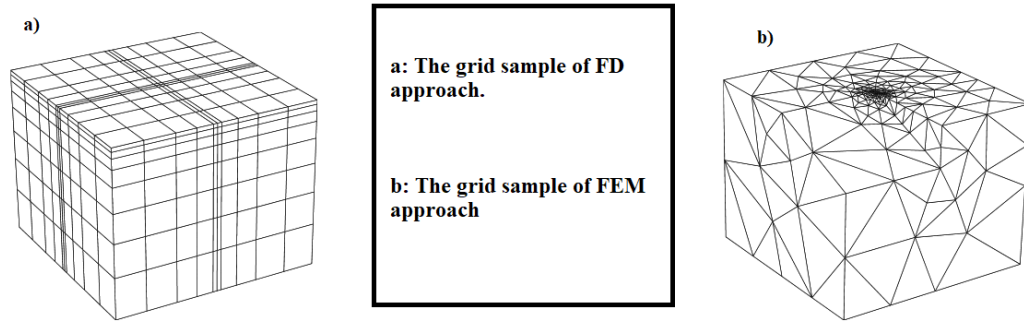 a)
a: The grid sample of FD
approach.
b: The grid sample of FEM
approach
b)